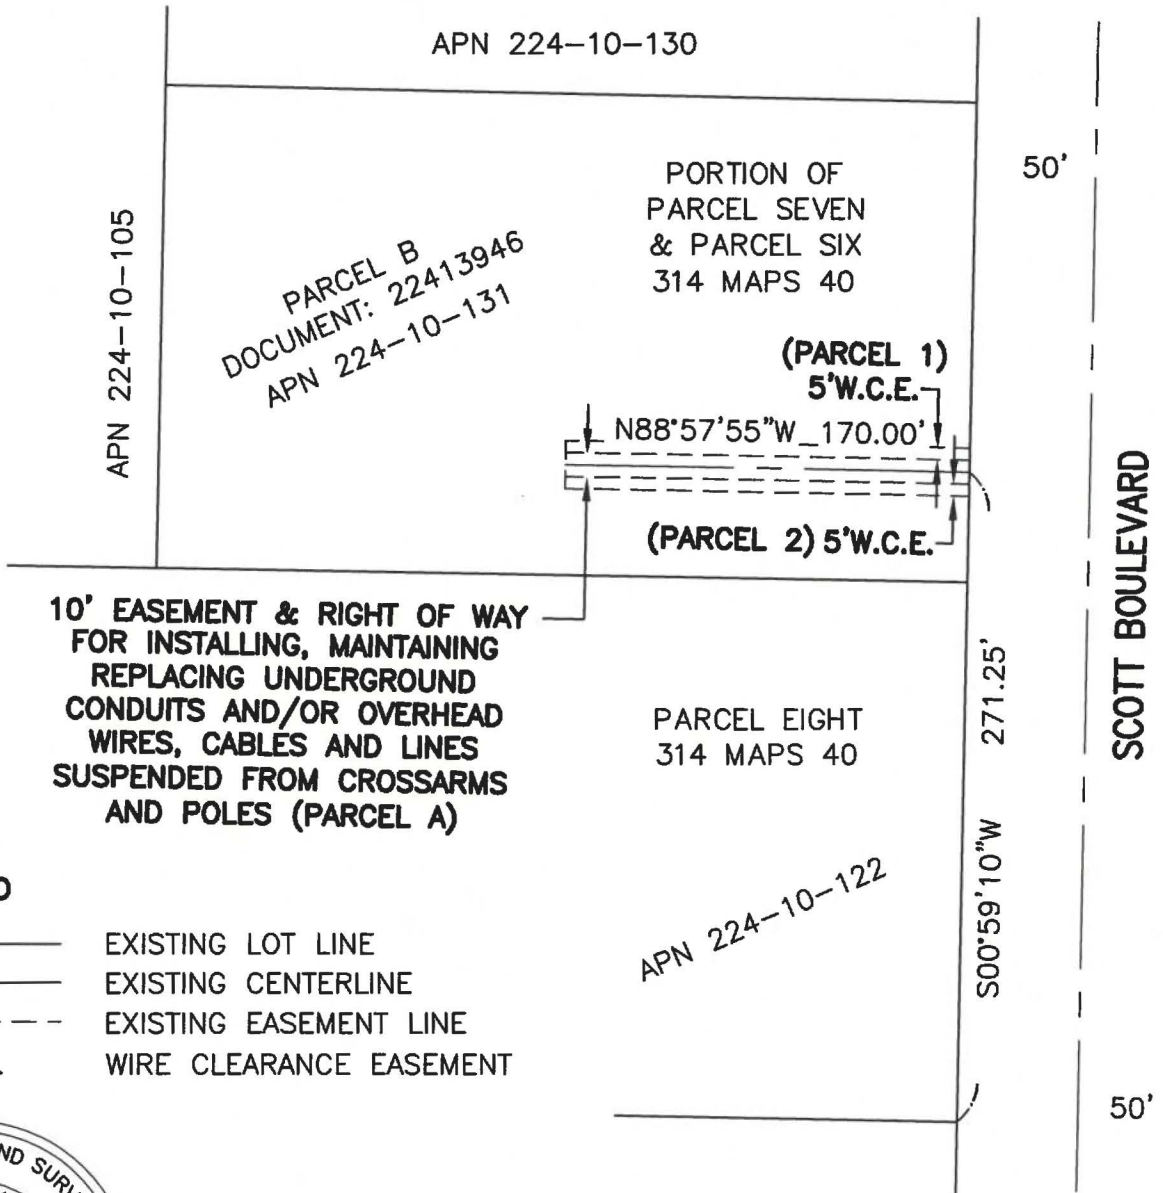 APN 224-10-130
50'
PORTION OF
PARCEL SEVEN
& PARCEL SIX
314 MAPS 40
APN 224-10-105
PARCEL B
DOCUMENT: 22413946
APN 224-10-131
(PARCEL 1)
5'W.C.E.
N88°57'55"W 170.00'
(PARCEL 2) 5'W.C.E.
SCOTT BOULEVARD
10' EASEMENT & RIGHT OF WAY
FOR INSTALLING, MAINTAINING
REPLACING UNDERGROUND
CONDUITS AND/OR OVERHEAD
WIRES, CABLES AND LINES
SUSPENDED FROM CROSSARMS
AND POLES (PARCEL A)
PARCEL EIGHT
314 MAPS 40
271.25'
S00°59'10"W
APN 224-10-122
EXISTING LOT LINE
EXISTING CENTERLINE
EXISTING EASEMENT LINE
WIRE CLEARANCE EASEMENT
50'